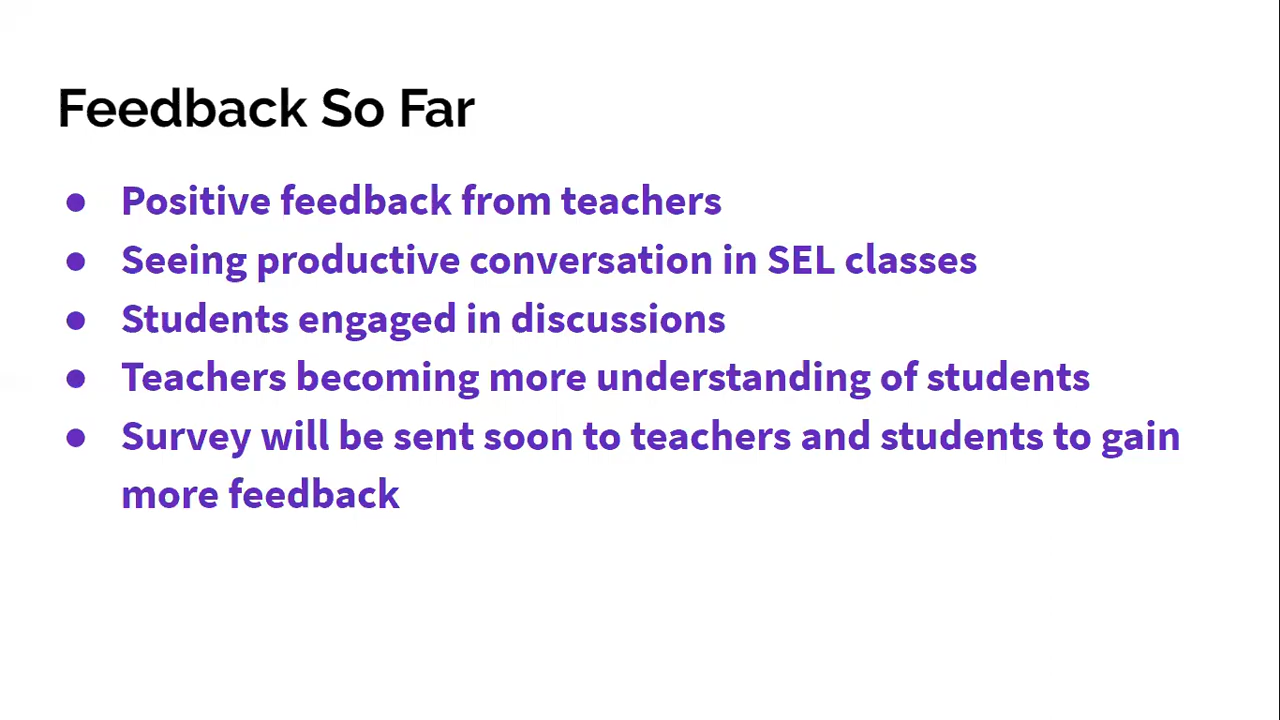 Feedback So Far
● Positive feedback from teachers
● Seeing productive conversation in SEL classes
● Students engaged in discussions
● Teachers becoming more understanding of students
● Survey will be sent soon to teachers and students to gain
more feedback